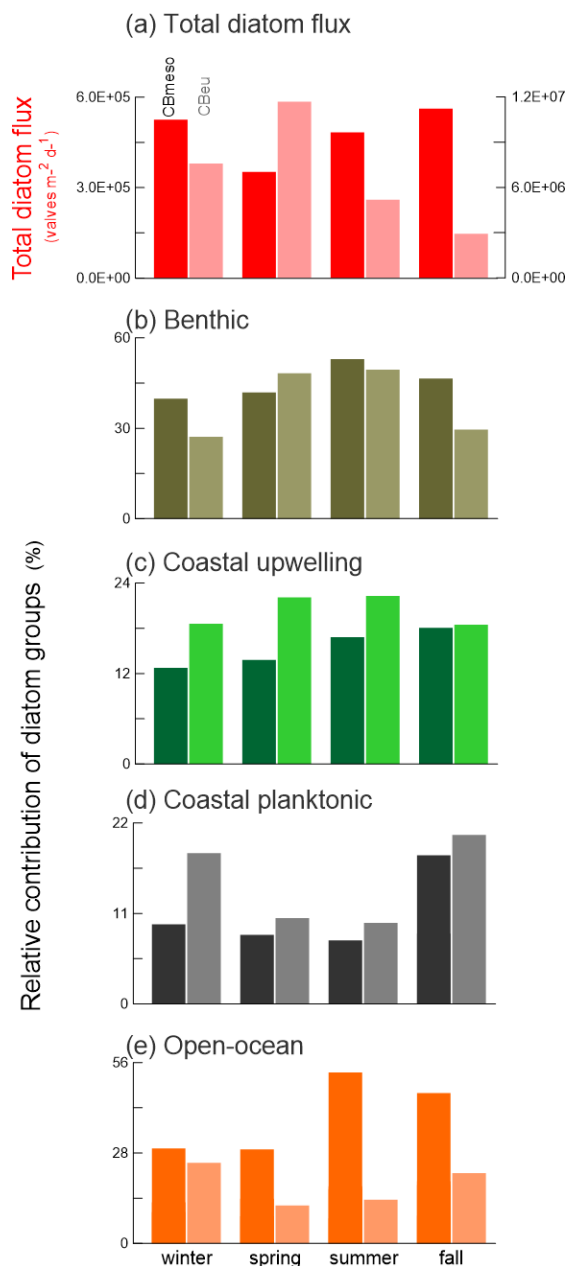 (a) Total diatom flux
CBmeso
CBeu
6.0E+05
3.0E+05
0.0E+00
1.2E+07
6.0E+06
0.0E+00
Total diatom flux
(valves m-² d-¹)
(b) Benthic
60
30
0
(c) Coastal upwelling
24
12
0
(d) Coastal planktonic
22
11
0
(e) Open-ocean
56
28
0
Relative contribution of diatom groups (%)
winter spring summer fall